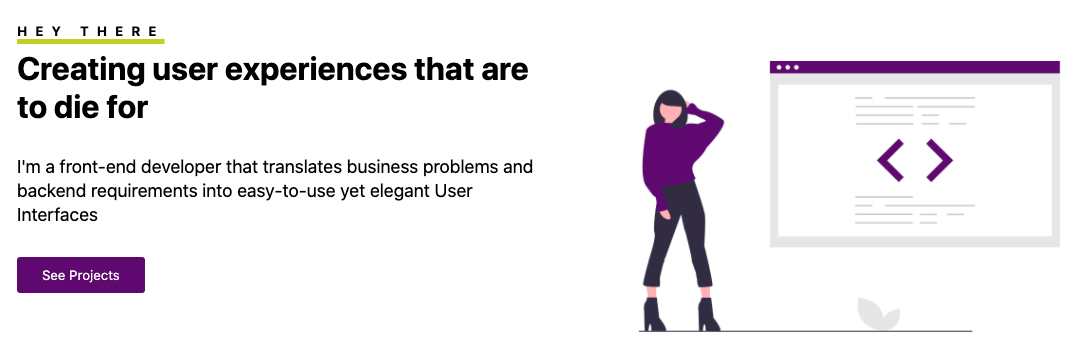 HEY THERE
Creating user experiences that are
to die for
I'm a front-end developer that translates business problems and
backend requirements into easy-to-use yet elegant User
Interfaces
See Projects